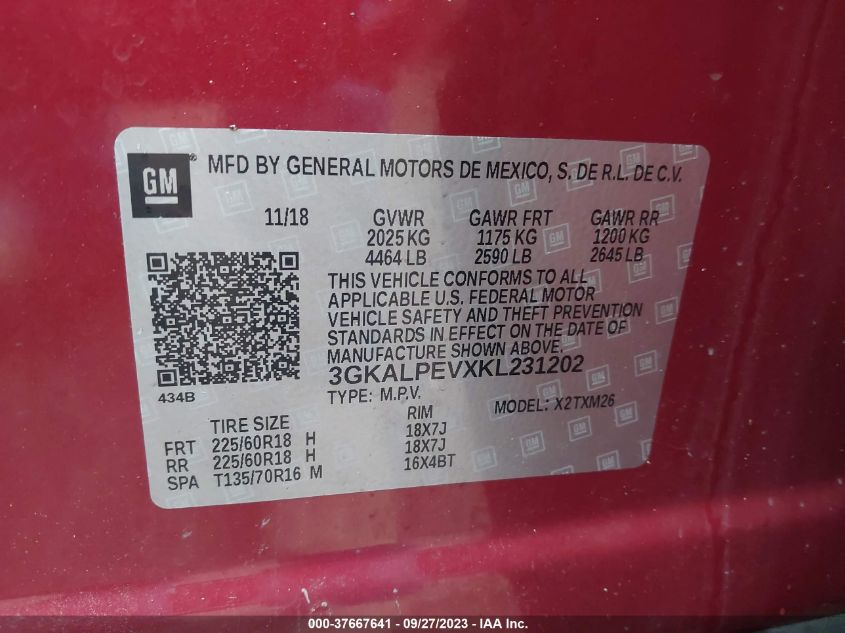 GM
®
MFD BY GENERAL MOTORS DE MEXICO, S. DE R.L. DE C.V.
11/18 GVWR GAWR FRT GAWR RR
2025 KG 1175 KG 1200 KG
4464 LB 2590 LB 2645 LB
THIS VEHICLE CONFORMS TO ALL
APPLICABLE U.S. FEDERAL MOTOR
VEHICLE SAFETY AND THEFT PREVENTION
STANDARDS IN EFFECT ON THE DATE OF
MANUFACTURE SHOWN ABOVE.
434B
3GKALPEVXKL231202
TYPE: M.P.V. MODEL: X2TXM26
TIRE SIZE RIM
FRT 225/60R18 H 18X7J
RR 225/60R18 H 18X7J
SPA T135/70R16 M 16X4BT
000-37667641 - 09/27/2023 - IAA Inc.